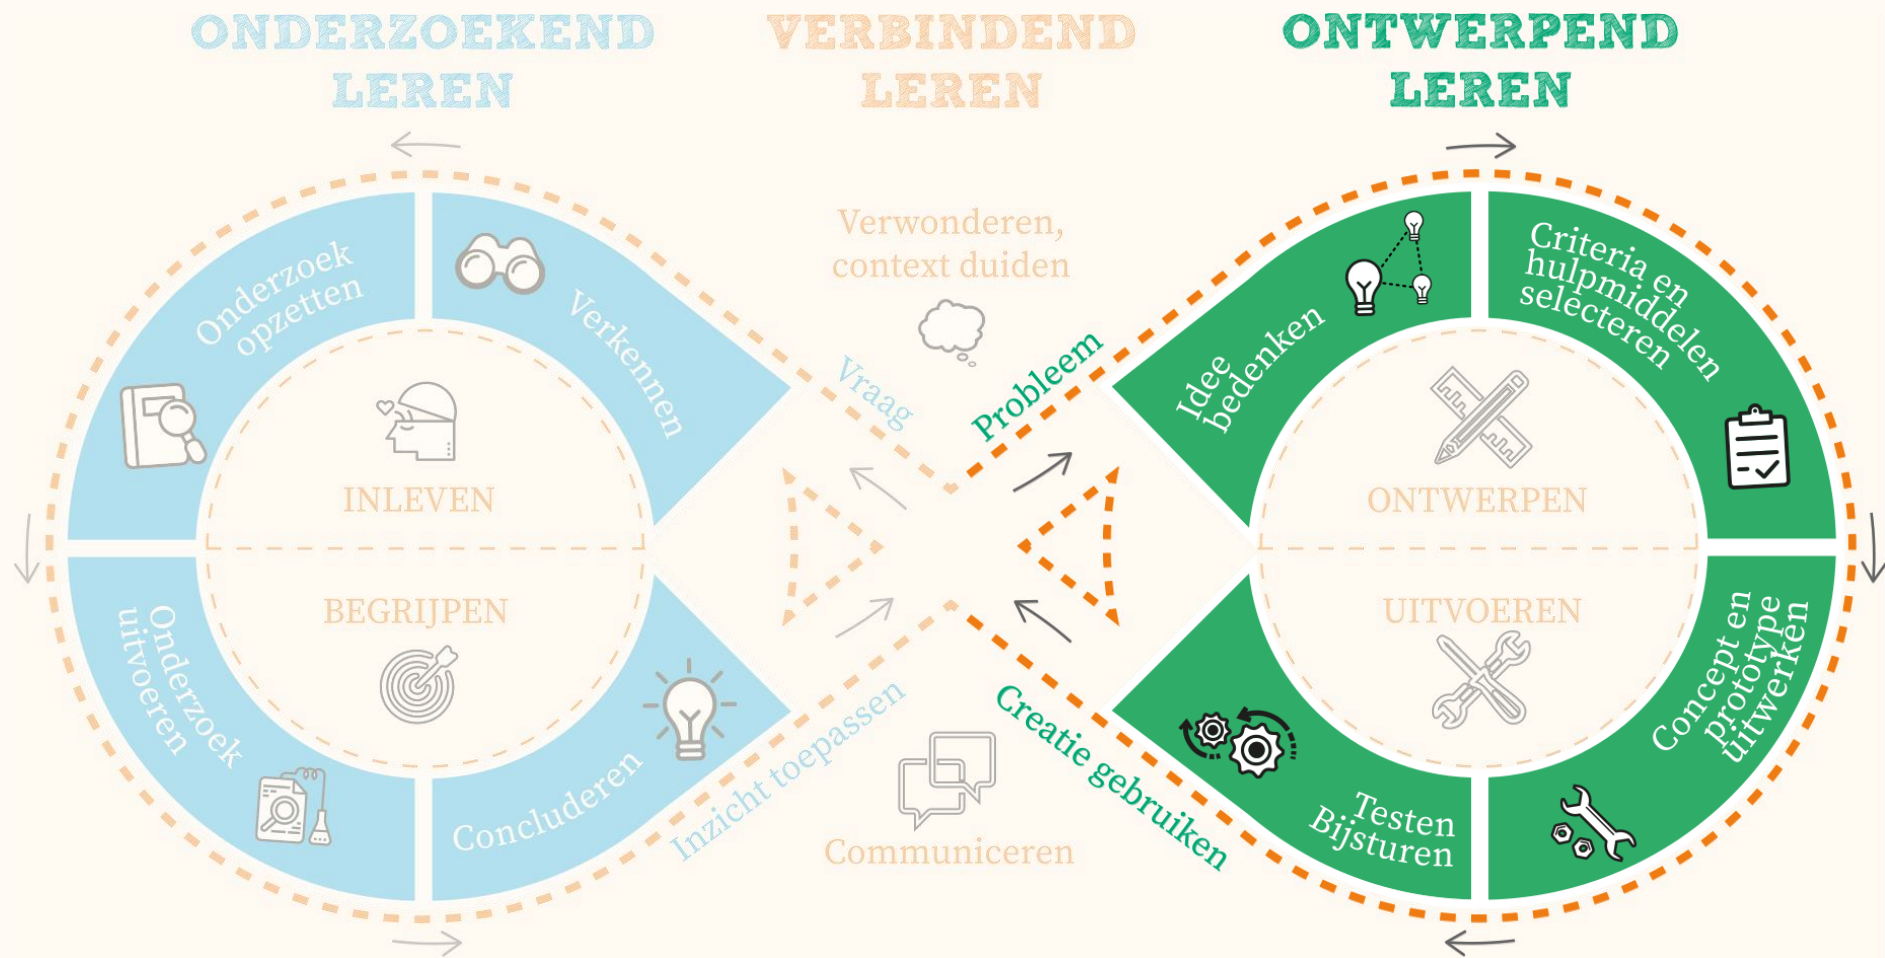 ONDERZOEKEND
LEREN
VERBINDEND
LEREN
ONTWERPEND
LEREN
Onderzoek
opzetten
Verkennen
INLEVEN
BEGRIJPEN
Onderzoek
uitvoeren
Concluderen
Verwonderen,
context duiden
Vraag
Probleem
Inzicht toepassen
Creatie gebruiken
Communiceren
Idee
bedenken
Criteria en
hulpmiddelen
selecteren
ONTWERPEN
UITVOEREN
Concept en
prototype
uitwerken
Testen
Bijsturen